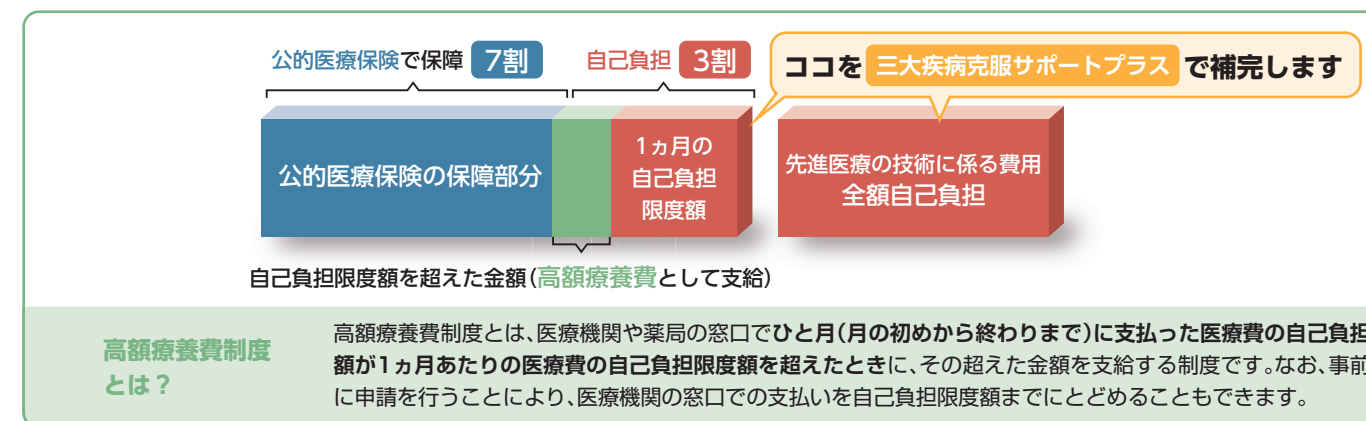 公的医療保険で保障 7割
自己負担 3割
ココを 三大疾病克服サポートプラス で補完します
公的医療保険の保障部分
1ヵ月の
自己負担
限度額
先進医療の技術に係る費用
全額自己負担
自己負担限度額を超えた金額(高額療養費として支給)
高額療養費制度
とは?
高額療養費制度とは、医療機関や薬局の窓口でひと月(月の初めから終わりまで)に支払った医療費の自己負担
額が1ヵ月あたりの医療費の自己負担限度額を超えたときに、その超えた金額を支給する制度です。なお、事前
に申請を行うことにより、医療機関の窓口での支払いを自己負担限度額までにとどめることもできます。